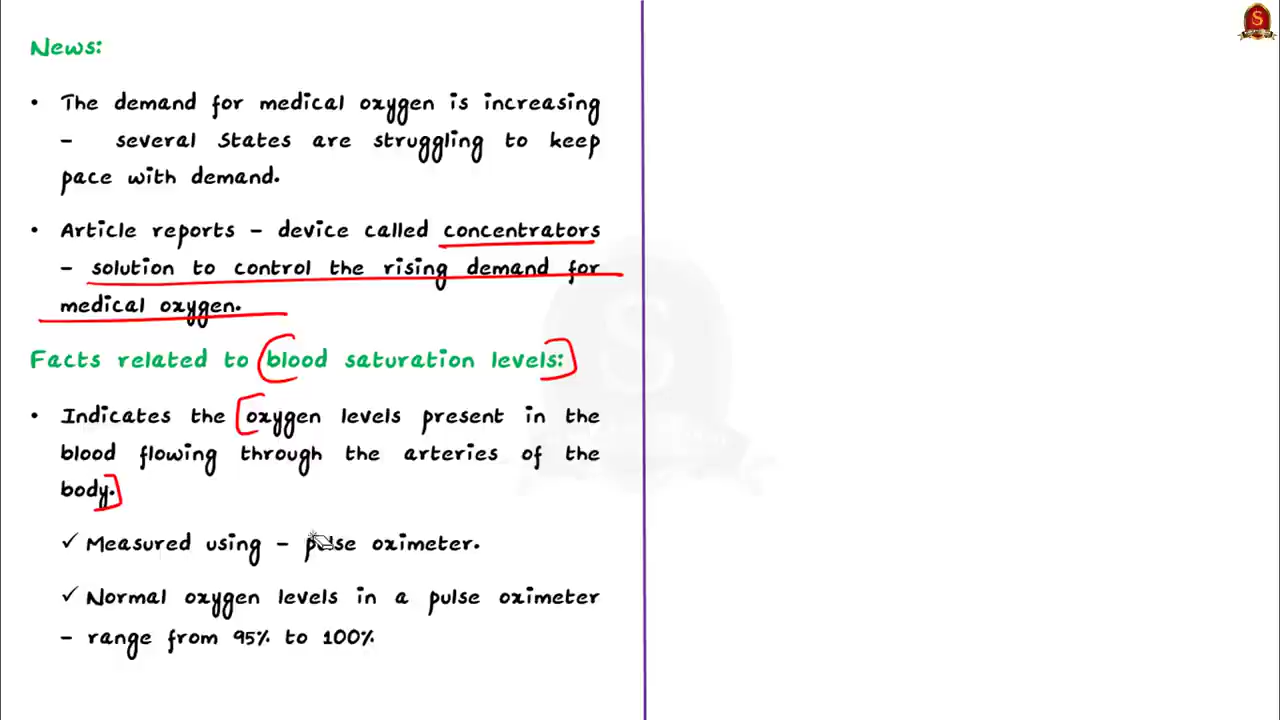 News:
• The demand for medical oxygen is increasing
– several States are struggling to keep
pace with demand.
• Article reports – device called concentrators
– solution to control the rising demand for
medical oxygen.
Facts related to blood saturation levels:
• Indicates the oxygen levels present in the
blood flowing through the arteries of the
body.
✓ Measured using – pulse oximeter.
✓ Normal oxygen levels in a pulse oximeter
– range from 95% to 100%
S